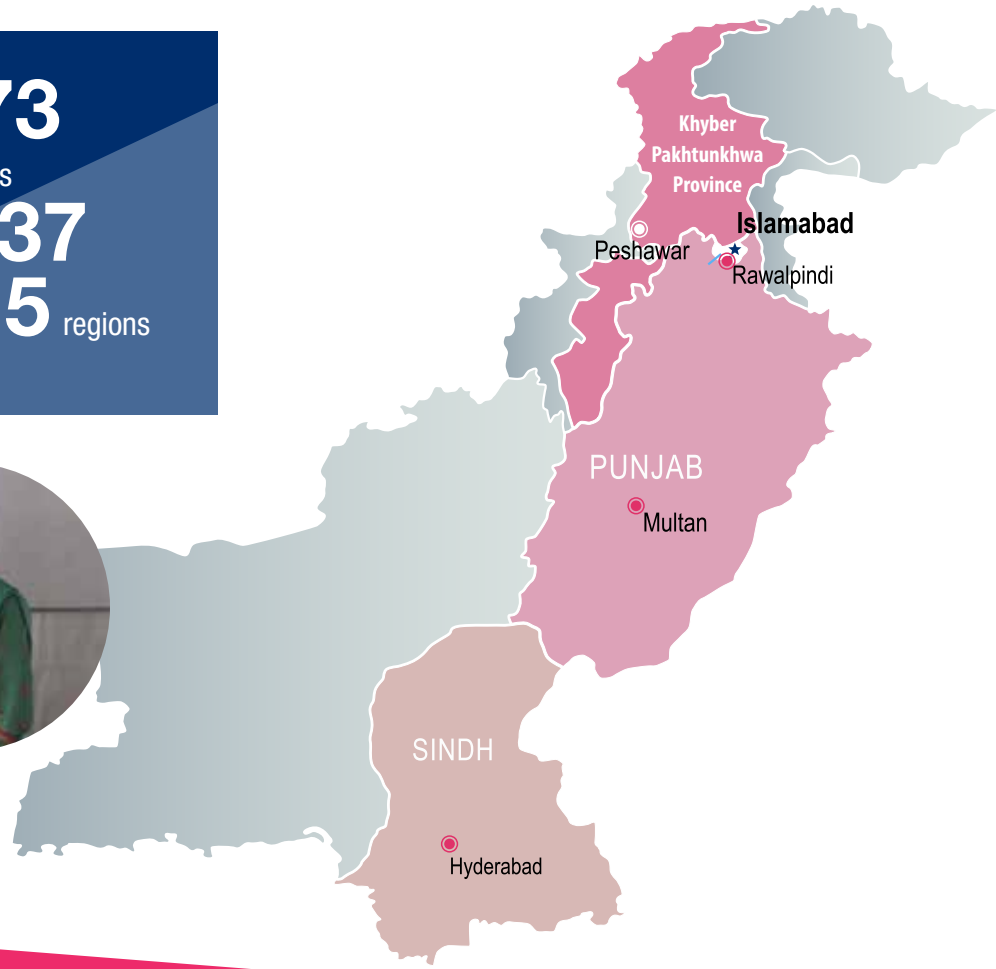 73
s
37
5 regions
Khyber
Pakhtunkhwa
Province
Islamabad
Peshawar
Rawalpindi
PUNJAB
Multan
SINDH
Hyderabad